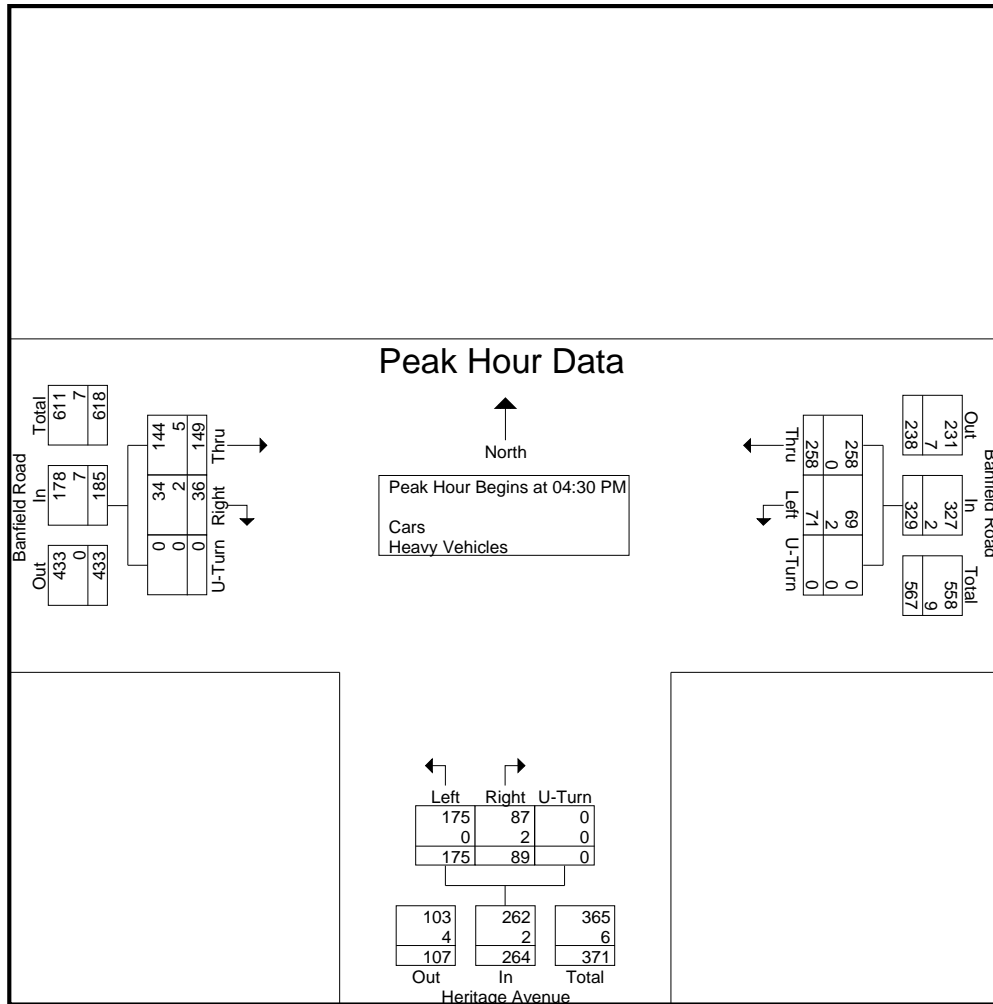 Peak Hour Data
North
Peak Hour Begins at 04:30 PM
Cars
Heavy Vehicles
Banfield Road
Out In Total
433 178 611
0 7 7
433 185 618
U-Turn Right Thru
0 34 144
0 2 5
0 36 149
Banfield Road
Out In Total
231 327 558
7 2 9
238 329 567
Thru Left U-Turn
258 69 0
0 2 0
258 71 0
Left Right U-Turn
175 87 0
0 2 0
175 89 0
103 262 365
4 2 6
107 264 371
Out In Total
Heritage Avenue